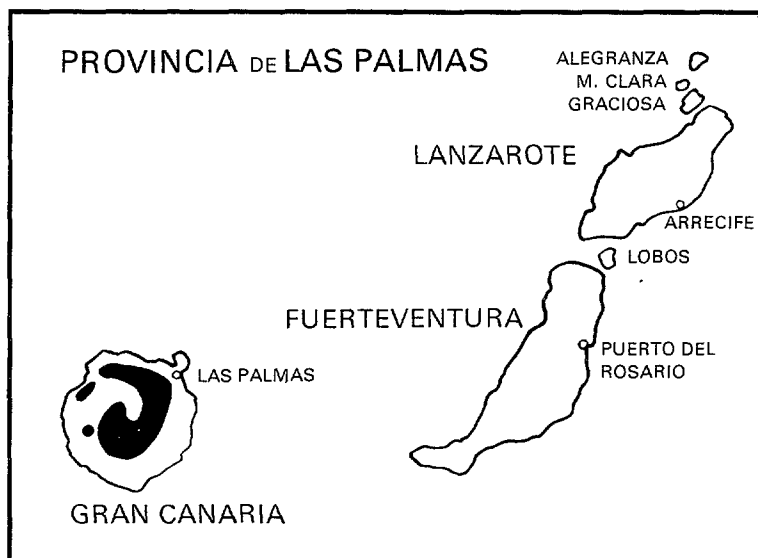 PROVINCIA DE LAS PALMAS
ALEGRANZA
M. CLARA
GRACIOSA
LANZAROTE
ARRECIFE
LOBOS
FUERTEVENTURA
PUERTO DEL
ROSARIO
LAS PALMAS
GRAN CANARIA